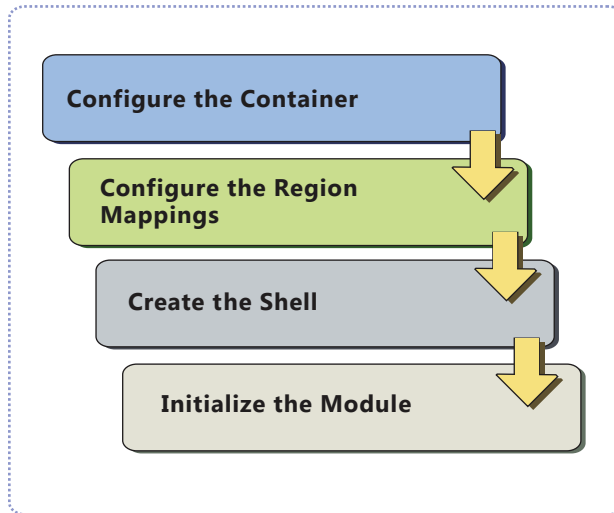 Configure the Container
Configure the Region
Mappings
Create the Shell
Initialize the Module